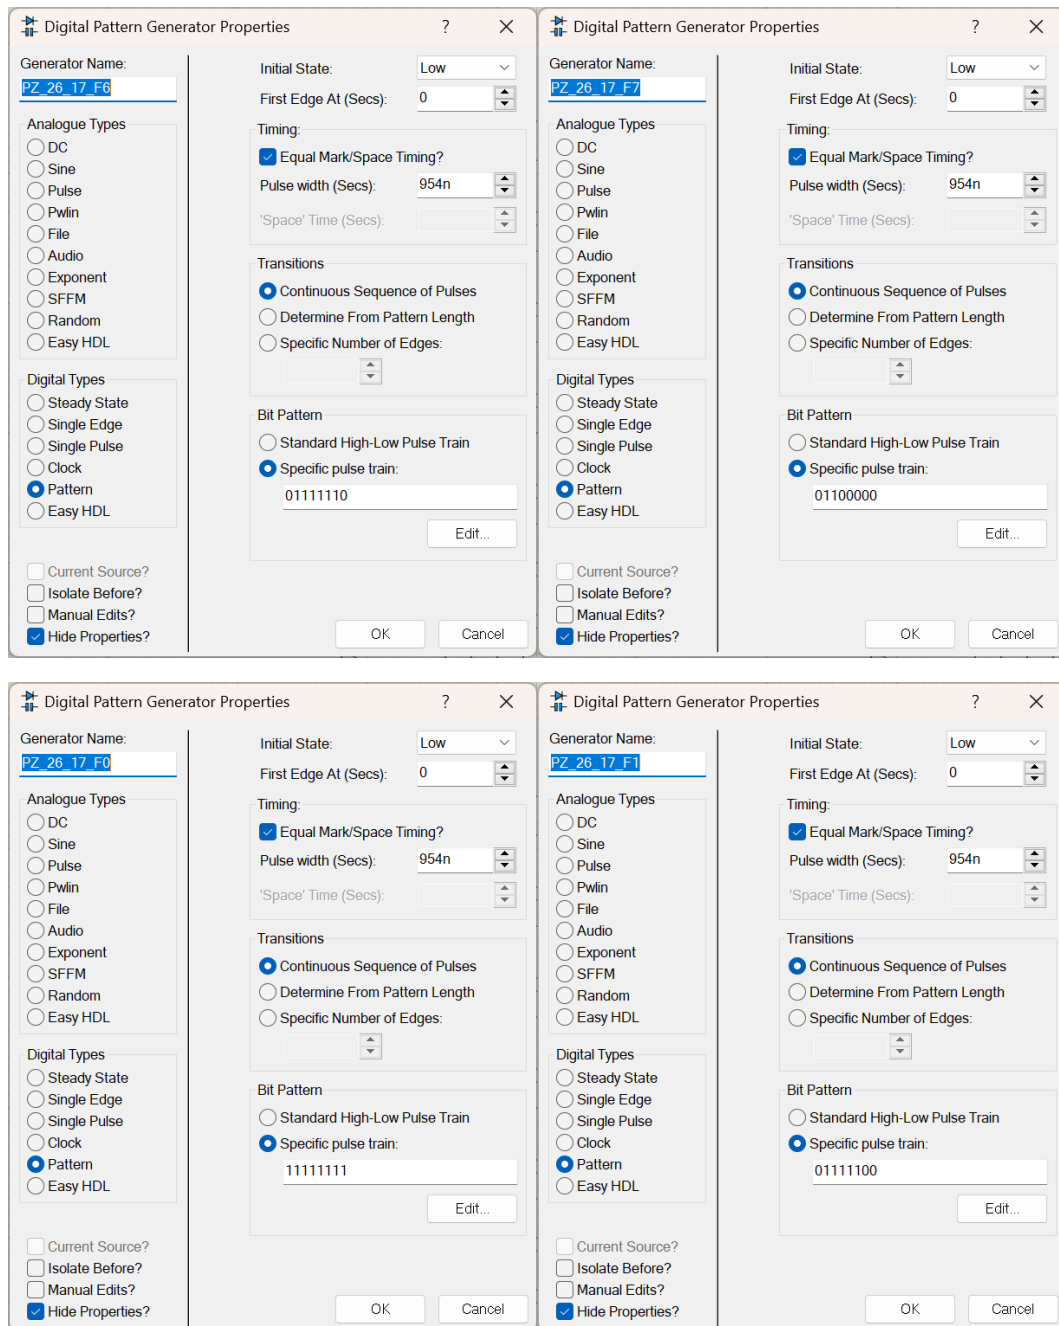 Digital Pattern Generator Properties ? X
Generator Name:
PZ_26_17_F6
Analogue Types
DC
Sine
Pulse
Pwlin
File
Audio
Exponent
SFFM
Random
Easy HDL
Digital Types
Steady State
Single Edge
Single Pulse
Clock
Pattern
Easy HDL
Current Source?
Isolate Before?
Manual Edits?
Hide Properties?
Initial State: Low
First Edge At (Secs): 0
Timing:
Equal Mark/Space Timing?
Pulse width (Secs): 954n
'Space' Time (Secs):
Transitions
Continuous Sequence of Pulses
Determine From Pattern Length
Specific Number of Edges:
Bit Pattern
Standard High-Low Pulse Train
Specific pulse train:
01111110
Edit...
OK Cancel
Digital Pattern Generator Properties ? X
Generator Name:
PZ_26_17_F7
Analogue Types
DC
Sine
Pulse
Pwlin
File
Audio
Exponent
SFFM
Random
Easy HDL
Digital Types
Steady State
Single Edge
Single Pulse
Clock
Pattern
Easy HDL
Current Source?
Isolate Before?
Manual Edits?
Hide Properties?
Initial State: Low
First Edge At (Secs): 0
Timing:
Equal Mark/Space Timing?
Pulse width (Secs): 954n
'Space' Time (Secs):
Transitions
Continuous Sequence of Pulses
Determine From Pattern Length
Specific Number of Edges:
Bit Pattern
Standard High-Low Pulse Train
Specific pulse train:
01100000
Edit...
OK Cancel
Digital Pattern Generator Properties ? X
Generator Name:
PZ_26_17_F0
Analogue Types
DC
Sine
Pulse
Pwlin
File
Audio
Exponent
SFFM
Random
Easy HDL
Digital Types
Steady State
Single Edge
Single Pulse
Clock
Pattern
Easy HDL
Current Source?
Isolate Before?
Manual Edits?
Hide Properties?
Initial State: Low
First Edge At (Secs): 0
Timing:
Equal Mark/Space Timing?
Pulse width (Secs): 954n
'Space' Time (Secs):
Transitions
Continuous Sequence of Pulses
Determine From Pattern Length
Specific Number of Edges:
Bit Pattern
Standard High-Low Pulse Train
Specific pulse train:
11111111
Edit...
OK Cancel
Digital Pattern Generator Properties ? X
Generator Name:
PZ_26_17_F1
Analogue Types
DC
Sine
Pulse
Pwlin
File
Audio
Exponent
SFFM
Random
Easy HDL
Digital Types
Steady State
Single Edge
Single Pulse
Clock
Pattern
Easy HDL
Current Source?
Isolate Before?
Manual Edits?
Hide Properties?
Initial State: Low
First Edge At (Secs): 0
Timing:
Equal Mark/Space Timing?
Pulse width (Secs): 954n
'Space' Time (Secs):
Transitions
Continuous Sequence of Pulses
Determine From Pattern Length
Specific Number of Edges:
Bit Pattern
Standard High-Low Pulse Train
Specific pulse train:
01111100
Edit...
OK Cancel